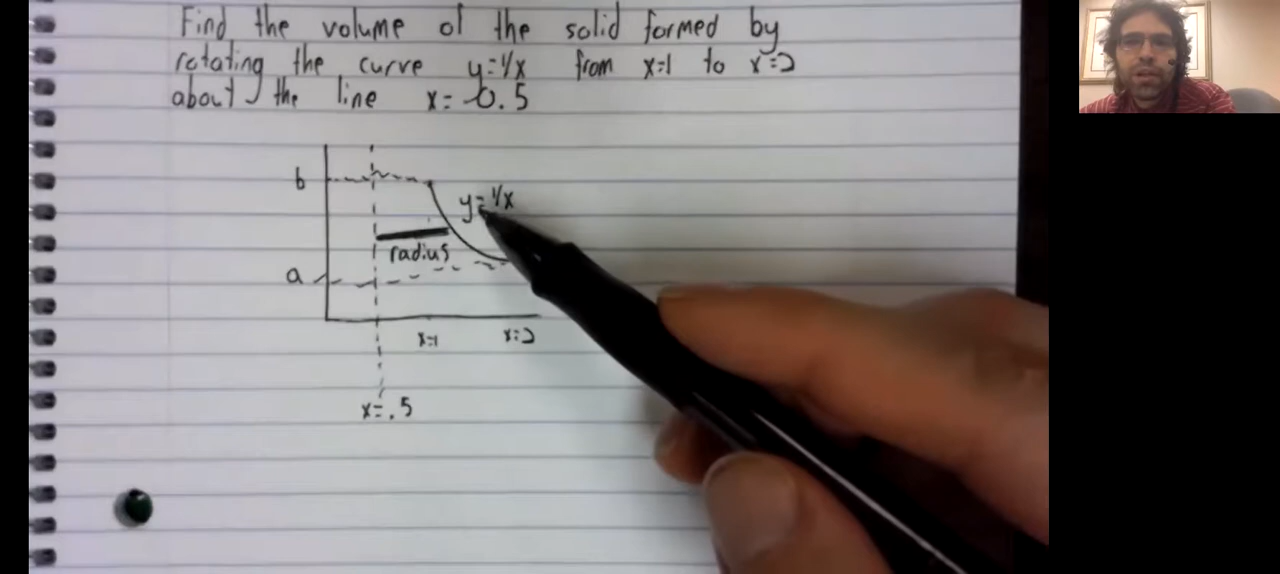 Find the volume of the solid formed by
rotating the curve y=1/x from x=1 to x=2
about the line x=0.5
b
y=1/x
radius
a
x=1 x=2
x=.5